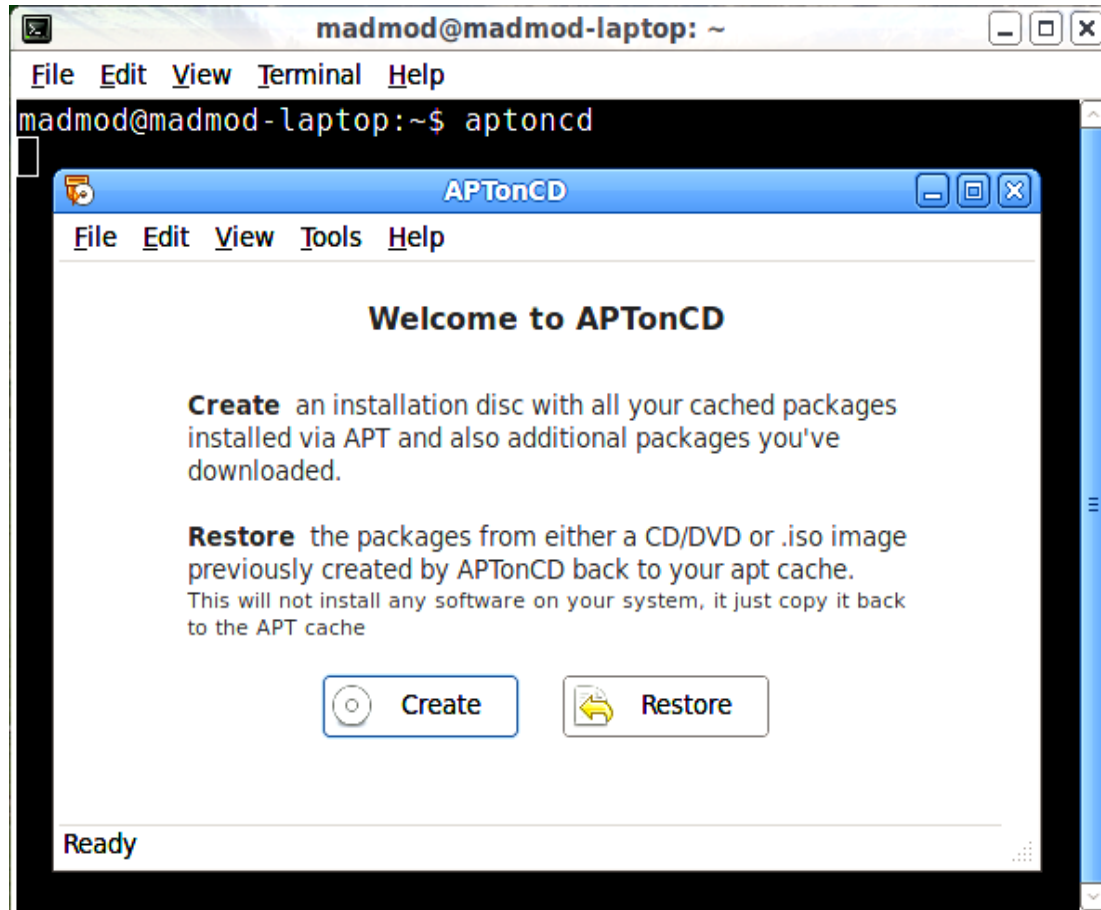 madmod@madmod-laptop: ~
File Edit View Terminal Help
madmod@madmod-laptop:~$ aptoncd
APTonCD
File Edit View Tools Help
Welcome to APTonCD
Create an installation disc with all your cached packages
installed via APT and also additional packages you've
downloaded.
Restore the packages from either a CD/DVD or .iso image
previously created by APTonCD back to your apt cache.
This will not install any software on your system, it just copy it back
to the APT cache
Create Restore
Ready